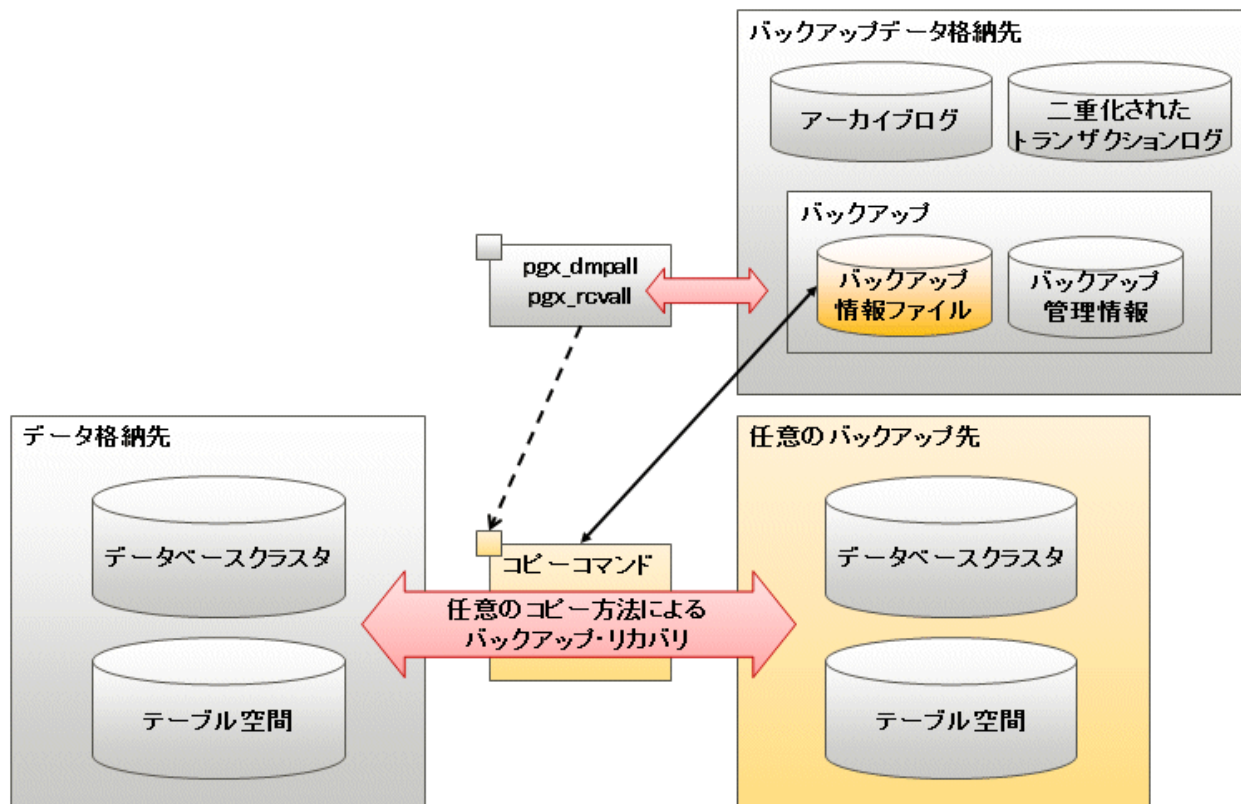 バックアップデータ格納先
アーカイブログ
二重化された
トランザクションログ
バックアップ
バックアップ
情報ファイル
バックアップ
管理情報
pgx_dmpall
pgx_rcvall
データ格納先
データベースクラスタ
テーブル空間
コピーコマンド
任意のコピー方法による
バックアップ・リカバリ
任意のバックアップ先
データベースクラスタ
テーブル空間